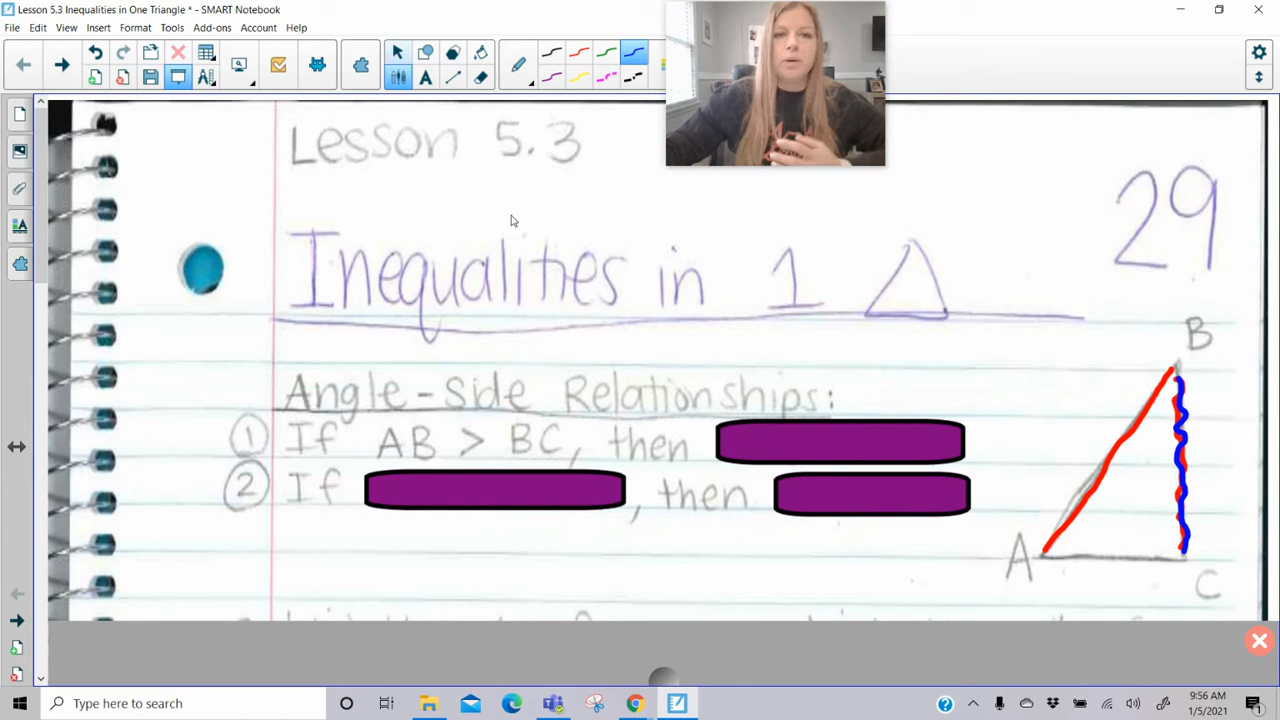 Lesson 5.3 Inequalities in One Triangle * - SMART Notebook
File Edit View Insert Format Tools Add-ons Account Help
Lesson 5.3
29
Inequalities in 1 △
B
Angle-Side Relationships:
① If AB > BC, then
② If , then
A
C
Type here to search
9:56 AM
1/5/2021
1